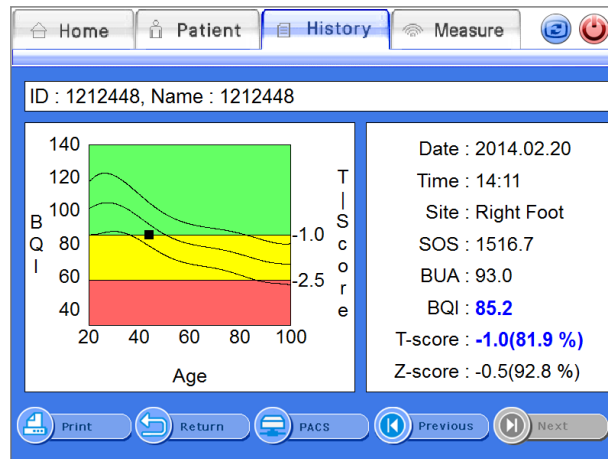 Home Patient History Measure
ID : 1212448, Name : 1212448
140
120
100
80
60
40
BQI
20 40 60 80 100
Age
T-Score
-1.0
-2.5
Date : 2014.02.20
Time : 14:11
Site : Right Foot
SOS : 1516.7
BUA : 93.0
BQI : 85.2
T-score : -1.0(81.9 %)
Z-score : -0.5(92.8 %)
Print Return PACS Previous Next